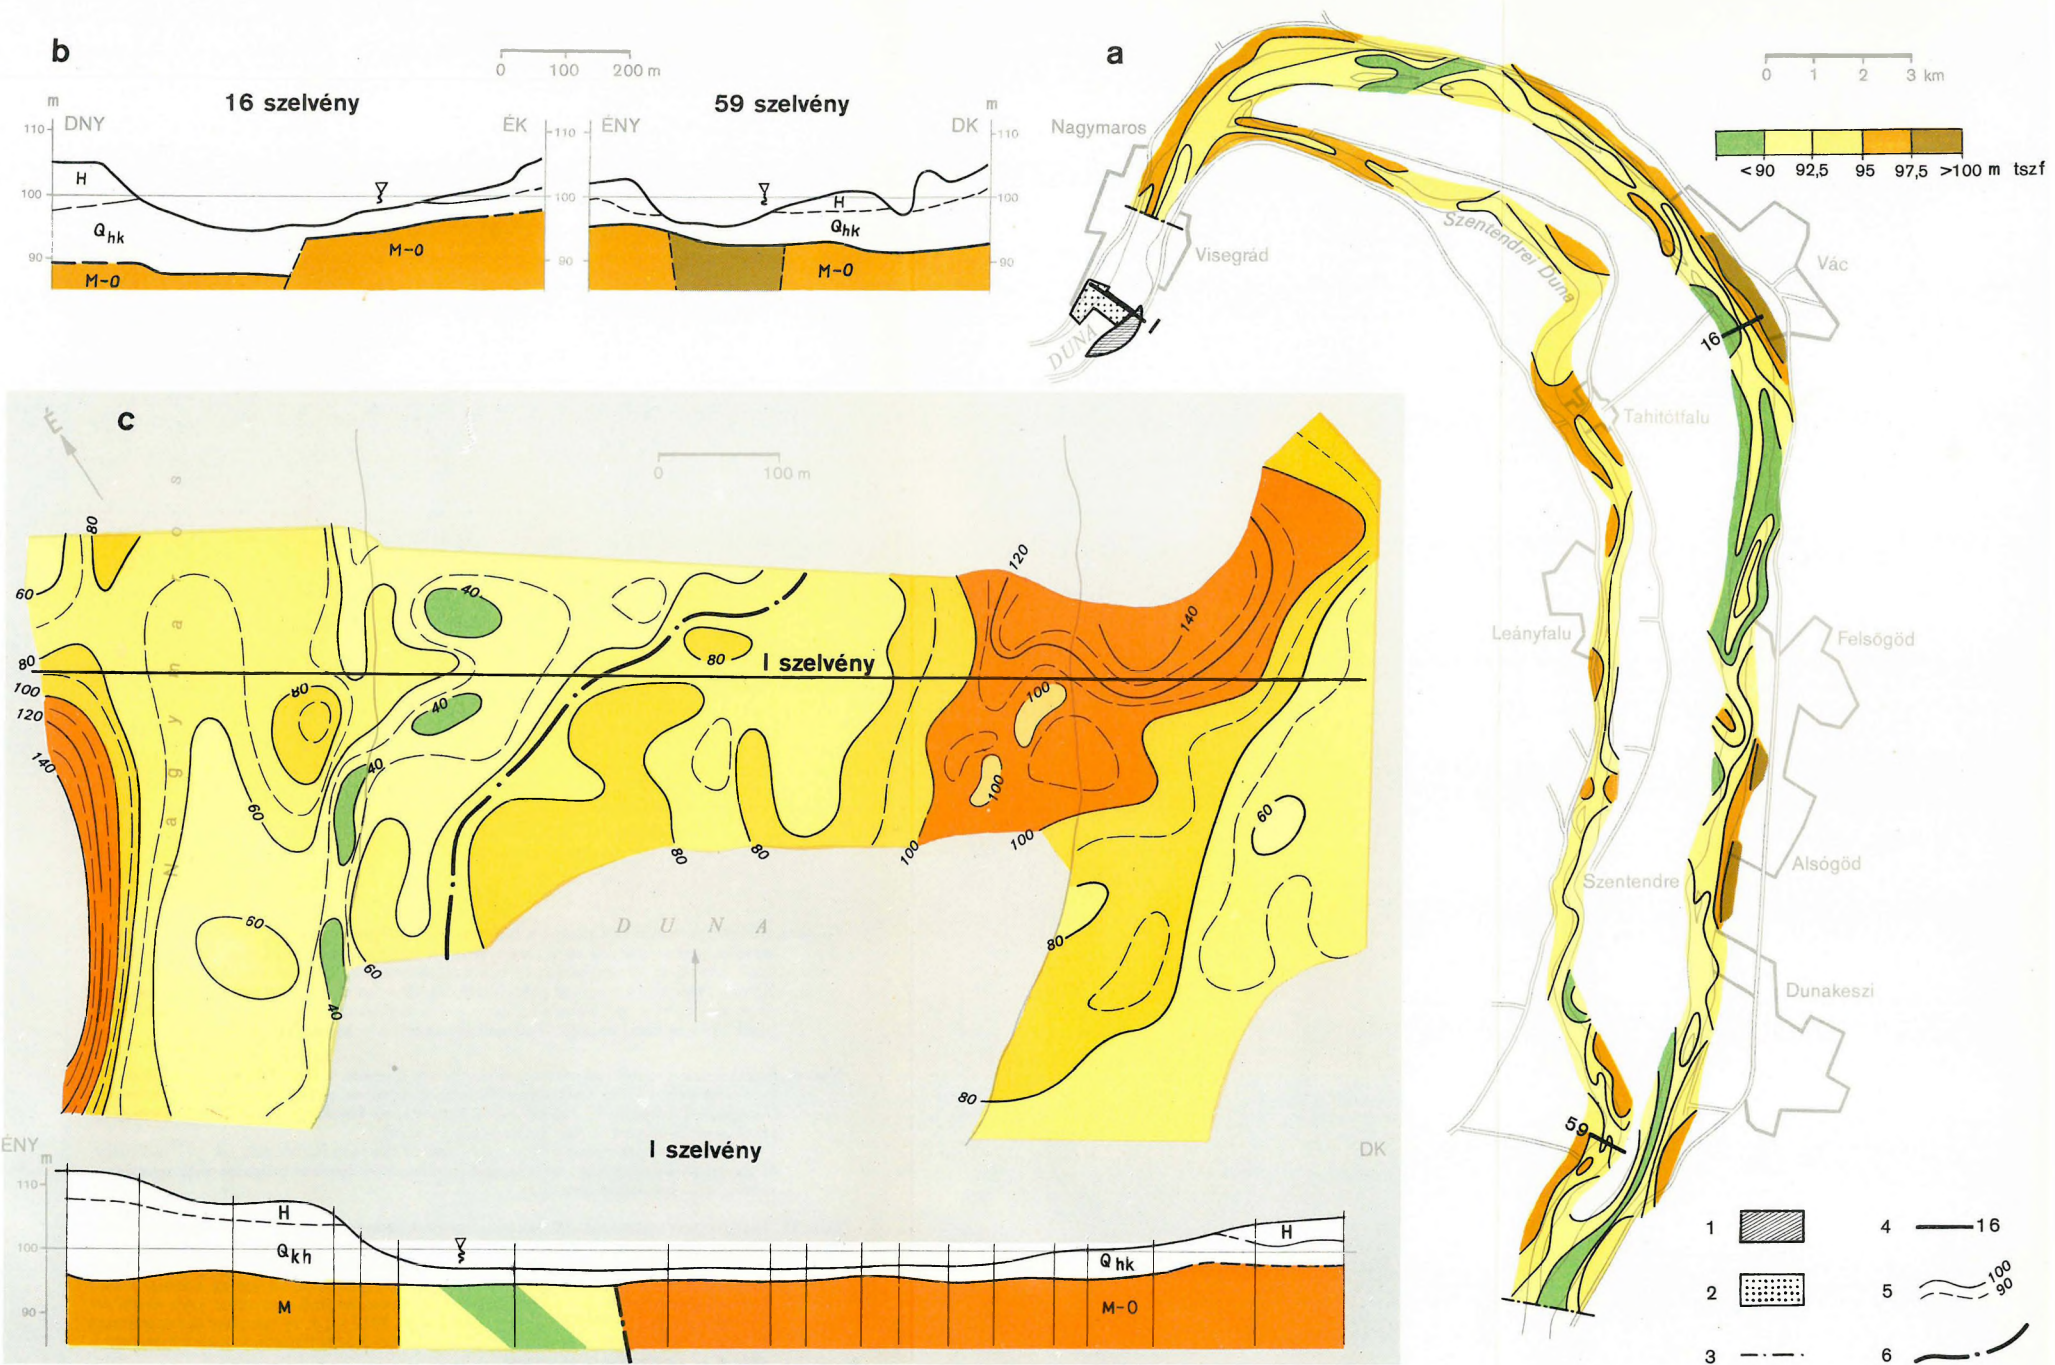 b
0 100 200 m
m
16 szelvény
59 szelvény
m
DNY
ÉK
ÉNY
DK
110
110
110
H
100
100
100
H
Qhk
Qhk
M-O
M-O
90
90
90
M-O
a
0 1 2 3 km
<90 92,5 95 97,5 >100 m tszf
Nagymaros
Visegrád
DUNA
I
Szentendrei Duna
Vác
16
Tahitótfalu
Leányfalu
Felsőgöd
Alsógöd
Szentendre
Dunakeszi
59
c
É
0 100 m
Nagymaros
80
60
80
100
120
140
40
80
I szelvény
80
40
40
60
60
60
40
80
80
100
100
120
140
100
100
60
80
80
DUNA
I szelvény
ÉNY
DK
m
110
100
90
H
Qkh
M
Qhk
H
M-O
1
2
3
4 16
5 100 90
6